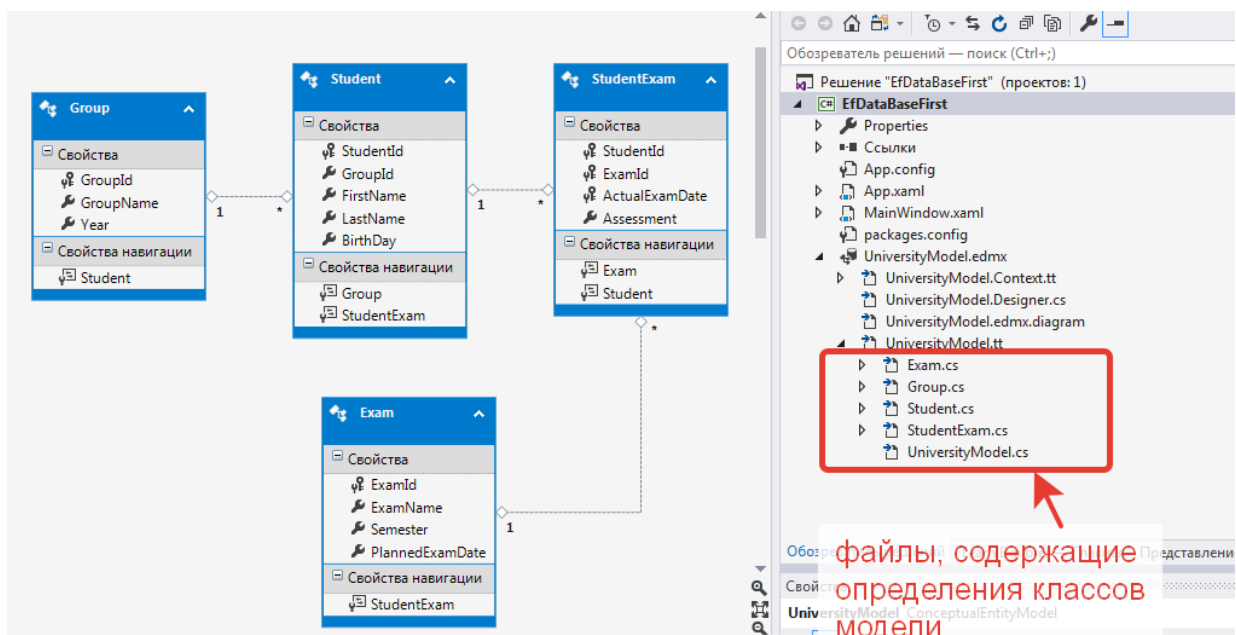 Group
Свойства
GroupId
GroupName
Year
Свойства навигации
Student
1
*
Student
Свойства
StudentId
GroupId
FirstName
LastName
BirthDay
Свойства навигации
Group
StudentExam
1
*
StudentExam
Свойства
StudentId
ExamId
ActualExamDate
Assessment
Свойства навигации
Exam
Student
*
Exam
Свойства
ExamId
ExamName
Semester
PlannedExamDate
Свойства навигации
StudentExam
1
Обозреватель решений — поиск (Ctrl+;)
Решение "EfDataBaseFirst" (проектов: 1)
C# EfDataBaseFirst
Properties
Ссылки
App.config
App.xaml
MainWindow.xaml
packages.config
UniversityModel.edmx
UniversityModel.Context.tt
UniversityModel.Designer.cs
UniversityModel.edmx.diagram
UniversityModel.tt
Exam.cs
Group.cs
Student.cs
StudentExam.cs
UniversityModel.cs
файлы, содержащие
определения классов
модели
UniversityModel ConceptualEntityModel